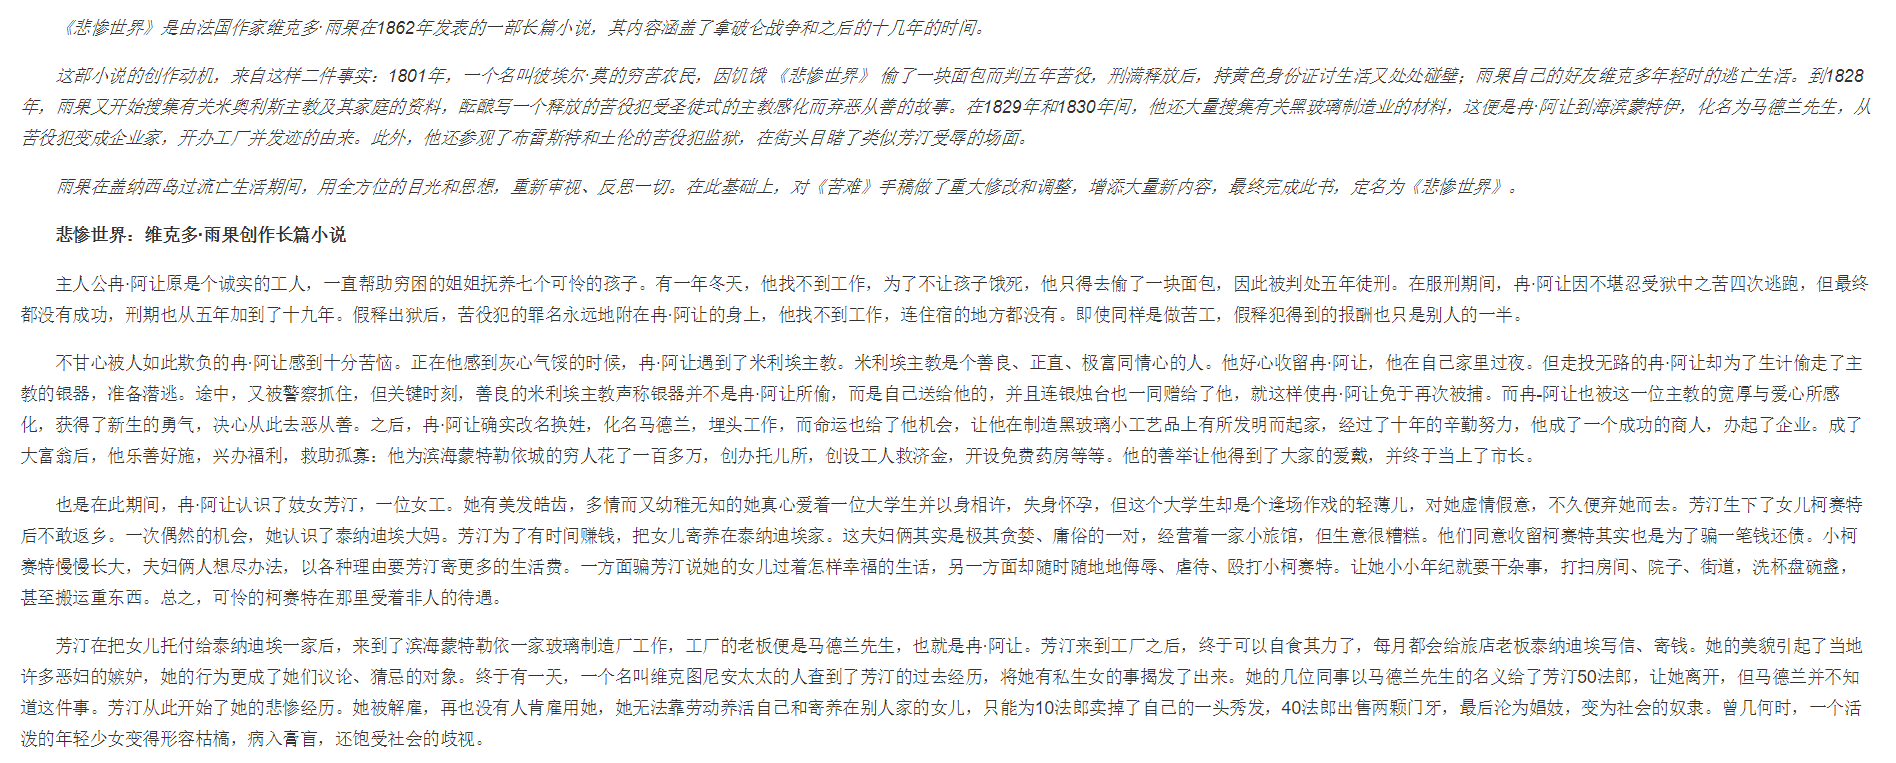 《悲惨世界》是由法国作家维克多·雨果在1862年发表的一部长篇小说，其内容涵盖了拿破仑战争和之后的十几年的时间。
这部小说的创作动机，来自这样二件事实：1801年，一个名叫彼埃尔·莫的穷苦农民，因饥饿 《悲惨世界》 偷了一块面包而判五年苦役，刑满释放后，持黄色身份证讨生活又处处碰壁；雨果自己的好友维克多年轻时的逃亡生活。到1828
年，雨果又开始搜集有关米奥利斯主教及其家庭的资料，酝酿写一个释放的苦役犯受圣徒式的主教感化而弃恶从善的故事。在1829年和1830年间，他还大量搜集有关黑玻璃制造业的材料，这便是冉·阿让到海滨蒙特伊，化名为马德兰先生，从
苦役犯变成企业家，开办工厂并发迹的由来。此外，他还参观了布雷斯特和土伦的苦役犯监狱，在街头目睹了类似芳汀受辱的场面。
雨果在盖纳西岛过流亡生活期间，用全方位的目光和思想，重新审视、反思一切。在此基础上，对《苦难》手稿做了重大修改和调整，增添大量新内容，最终完成此书，定名为《悲惨世界》。
悲惨世界：维克多·雨果创作长篇小说
主人公冉·阿让原是个诚实的工人，一直帮助穷困的姐姐抚养七个可怜的孩子。有一年冬天，他找不到工作，为了不让孩子饿死，他只得去偷了一块面包，因此被判处五年徒刑。在服刑期间，冉·阿让因不堪忍受狱中之苦四次逃跑，但最终
都没有成功，刑期也从五年加到了十九年。假释出狱后，苦役犯的罪名永远地附在冉·阿让的身上，他找不到工作，连住宿的地方都没有。即使同样是做苦工，假释犯得到的报酬也只是别人的一半。
不甘心被人如此欺负的冉·阿让感到十分苦恼。正在他感到灰心气馁的时候，冉·阿让遇到了米利埃主教。米利埃主教是个善良、正直、极富同情心的人。他好心收留冉·阿让，他在自己家里过夜。但走投无路的冉·阿让却为了生计偷走了主
教的银器，准备潜逃。途中，又被警察抓住，但关键时刻，善良的米利埃主教声称银器并不是冉·阿让所偷，而是自己送给他的，并且连银烛台也一同赠给了他，就这样使冉·阿让免于再次被捕。而冉-阿让也被这一位主教的宽厚与爱心所感
化，获得了新生的勇气，决心从此去恶从善。之后，冉·阿让确实改名换姓，化名马德兰，埋头工作，而命运也给了他机会，让他在制造黑玻璃小工艺品上有所发明而起家，经过了十年的辛勤努力，他成了一个成功的商人，办起了企业。成了
大富翁后，他乐善好施，兴办福利，救助孤寡：他为滨海蒙特勒依城的穷人花了一百多万，创办托儿所，创设工人救济金，开设免费药房等等。他的善举让他得到了大家的爱戴，并终于当上了市长。
也是在此期间，冉·阿让认识了妓女芳汀，一位女工。她有美发皓齿，多情而又幼稚无知的她真心爱着一位大学生并以身相许，失身怀孕，但这个大学生却是个逢场作戏的轻薄儿，对她虚情假意，不久便弃她而去。芳汀生下了女儿柯赛特
后不敢返乡。一次偶然的机会，她认识了泰纳迪埃大妈。芳汀为了有时间赚钱，把女儿寄养在泰纳迪埃家。这夫妇俩其实是极其贪婪、庸俗的一对，经营着一家小旅馆，但生意很糟糕。他们同意收留柯赛特其实也是为了骗一笔钱还债。小柯
赛特慢慢长大，夫妇俩人想尽办法，以各种理由要芳汀寄更多的生活费。一方面骗芳汀说她的女儿过着怎样幸福的生话，另一方面却随时随地地侮辱、虐待、殴打小柯赛特。让她小小年纪就要干杂事，打扫房间、院子、街道，洗杯盘碗盏，
甚至搬运重东西。总之，可怜的柯赛特在那里受着非人的待遇。
芳汀在把女儿托付给泰纳迪埃一家后，来到了滨海蒙特勒依一家玻璃制造厂工作，工厂的老板便是马德兰先生，也就是冉·阿让。芳汀来到工厂之后，终于可以自食其力了，每月都会给旅店老板泰纳迪埃写信、寄钱。她的美貌引起了当地
许多恶妇的嫉妒，她的行为更成了她们议论、猜忌的对象。终于有一天，一个名叫维克图尼安太太的人查到了芳汀的过去经历，将她有私生女的事揭发了出来。她的几位同事以马德兰先生的名义给了芳汀50法郎，让她离开，但马德兰并不知
道这件事。芳汀从此开始了她的悲惨经历。她被解雇，再也没有人肯雇用她，她无法靠劳动养活自己和寄养在别人家的女儿，只能为10法郎卖掉了自己的一头秀发，40法郎出售两颗门牙，最后沦为娼妓，变为社会的奴隶。曾几何时，一个活
泼的年轻少女变得形容枯槁，病入膏盲，还饱受社会的歧视。